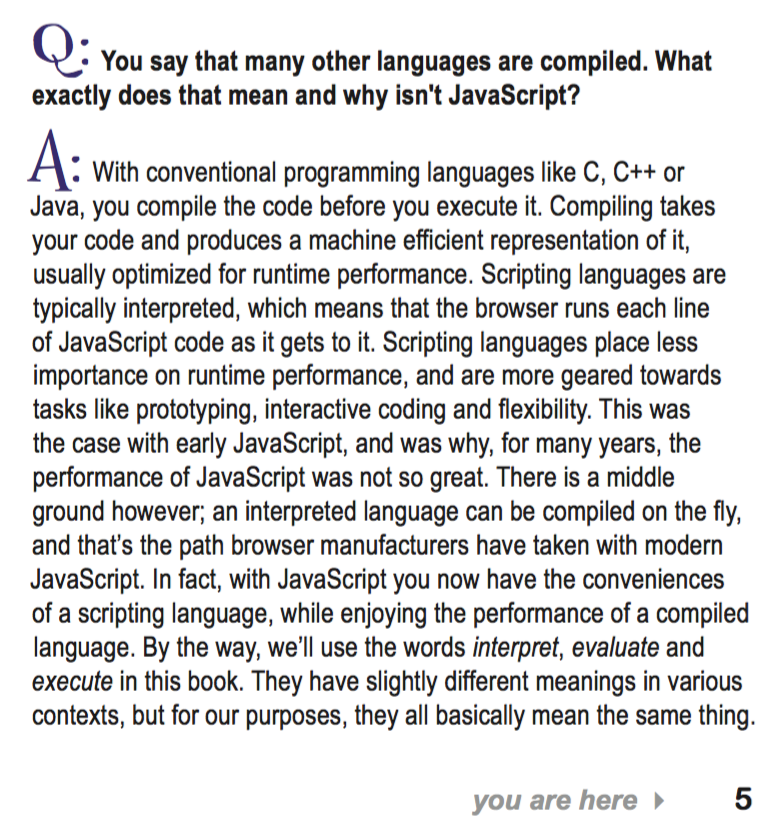 Q: You say that many other languages are compiled. What
exactly does that mean and why isn't JavaScript?
A: With conventional programming languages like C, C++ or
Java, you compile the code before you execute it. Compiling takes
your code and produces a machine efficient representation of it,
usually optimized for runtime performance. Scripting languages are
typically interpreted, which means that the browser runs each line
of JavaScript code as it gets to it. Scripting languages place less
importance on runtime performance, and are more geared towards
tasks like prototyping, interactive coding and flexibility. This was
the case with early JavaScript, and was why, for many years, the
performance of JavaScript was not so great. There is a middle
ground however; an interpreted language can be compiled on the fly,
and that’s the path browser manufacturers have taken with modern
JavaScript. In fact, with JavaScript you now have the conveniences
of a scripting language, while enjoying the performance of a compiled
language. By the way, we’ll use the words interpret, evaluate and
execute in this book. They have slightly different meanings in various
contexts, but for our purposes, they all basically mean the same thing.
you are here 5